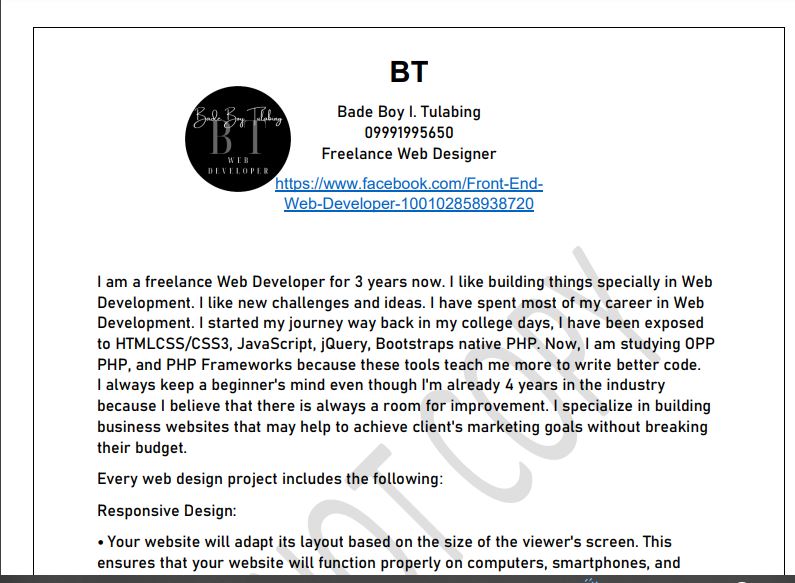 BT
Bade Boy Tulabing
BT
WEB
DEVELOPER
Bade Boy I. Tulabing
09991995650
Freelance Web Designer
https://www.facebook.com/Front-End-
Web-Developer-100102858938720
I am a freelance Web Developer for 3 years now. I like building things specially in Web
Development. I like new challenges and ideas. I have spent most of my career in Web
Development. I started my journey way back in my college days, I have been exposed
to HTMLCSS/CSS3, JavaScript, jQuery, Bootstraps native PHP. Now, I am studying OPP
PHP, and PHP Frameworks because these tools teach me more to write better code.
I always keep a beginner's mind even though I'm already 4 years in the industry
because I believe that there is always a room for improvement. I specialize in building
business websites that may help to achieve client's marketing goals without breaking
their budget.
Every web design project includes the following:
Responsive Design:
• Your website will adapt its layout based on the size of the viewer's screen. This
ensures that your website will function properly on computers, smartphones, and
NOT COPY